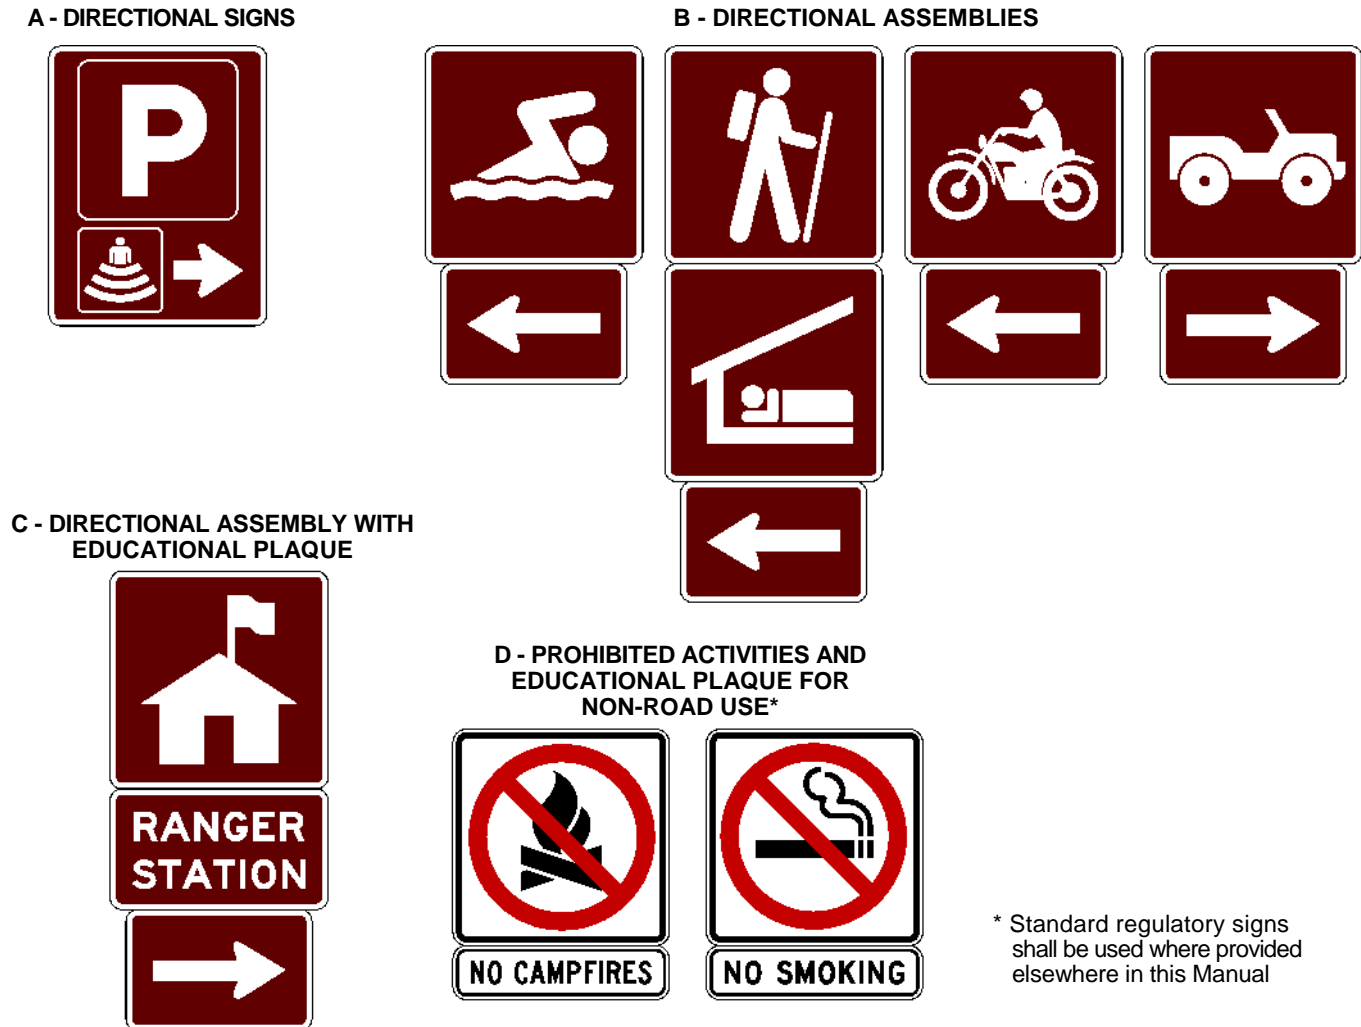 A - DIRECTIONAL SIGNS
B - DIRECTIONAL ASSEMBLIES
P
C - DIRECTIONAL ASSEMBLY WITH
EDUCATIONAL PLAQUE
RANGER
STATION
D - PROHIBITED ACTIVITIES AND
EDUCATIONAL PLAQUE FOR
NON-ROAD USE*
NO CAMPFIRES
NO SMOKING
* Standard regulatory signs
shall be used where provided
elsewhere in this Manual